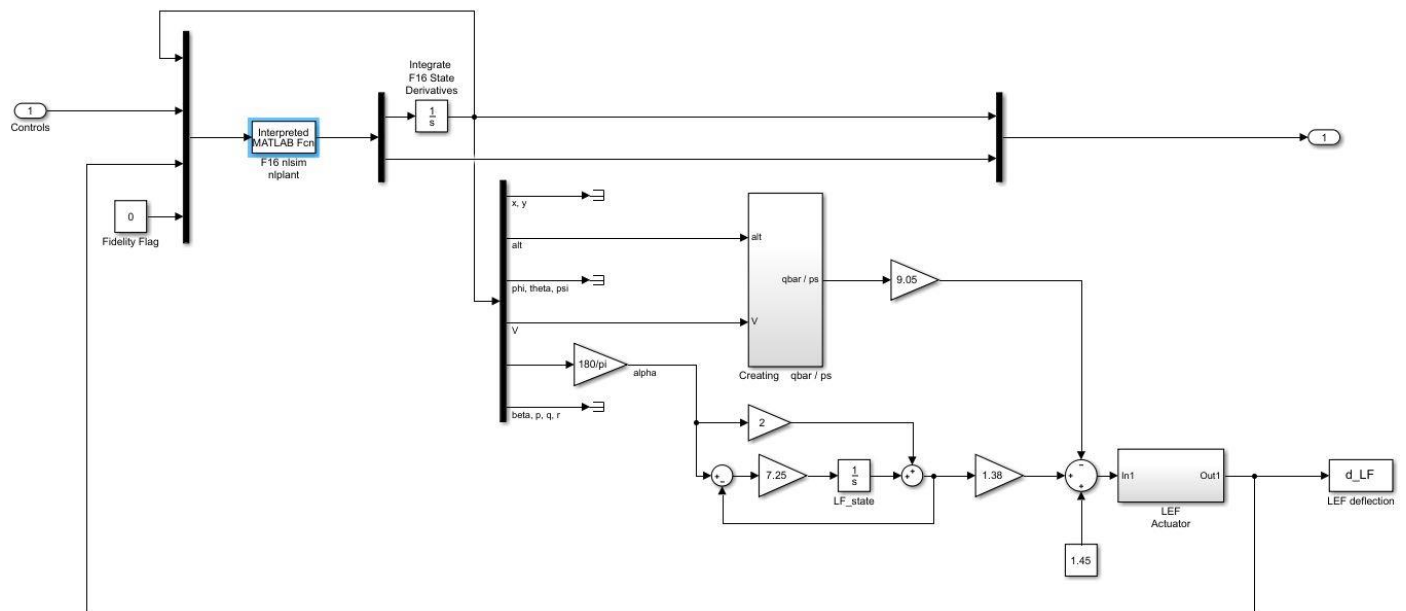 Integrate
F16 State
Derivatives
1
s
1
Controls
Interpreted
MATLAB Fcn
F16 nlsim
nlplant
1
0
Fidelity Flag
x, y
alt
phi, theta, psi
V
180/pi
alpha
beta, p, q, r
alt
V
qbar / ps
Creating qbar / ps
9.05
2
7.25
1
s
LF_state
1.38
1.45
In1
Out1
LEF
Actuator
d_LF
LEF deflection